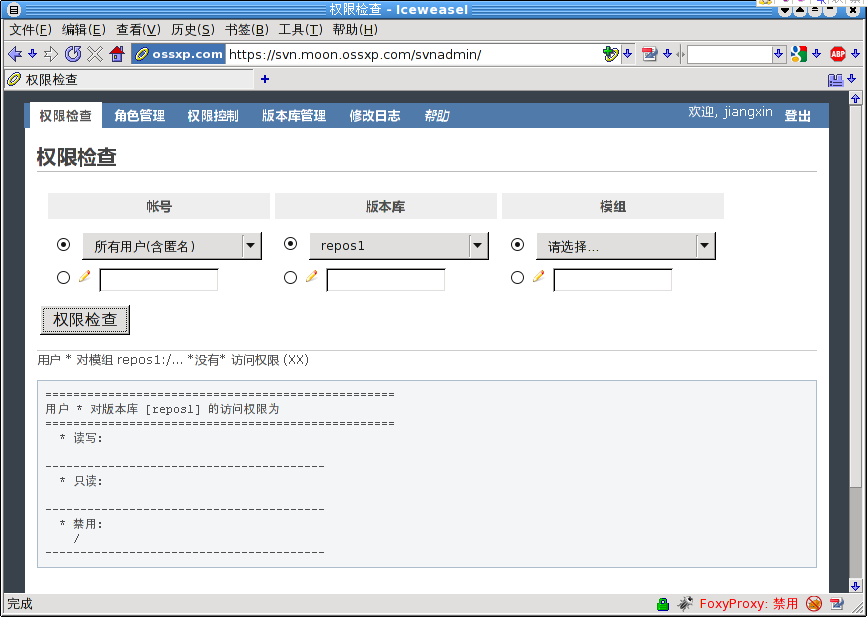 权限检查 - Iceweasel
文件(F) 编辑(E) 查看(V) 历史(S) 书签(B) 工具(T) 帮助(H)
ossxp.com https://svn.moon.ossxp.com/svnadmin/ ABP
权限检查 +
权限检查 角色管理 权限控制 版本库管理 修改日志 帮助 欢迎, jiangxin 登出
权限检查
帐号 版本库 模组
所有用户(含匿名) repos1 请选择...
权限检查
用户 * 对模组 repos1:/... *没有* 访问权限 (XX)
==================================================
用户 * 对版本库 [repos1] 的访问权限为
==================================================
* 读写:
----------------------------------------
* 只读:
----------------------------------------
* 禁用:
/
----------------------------------------
完成 FoxyProxy: 禁用